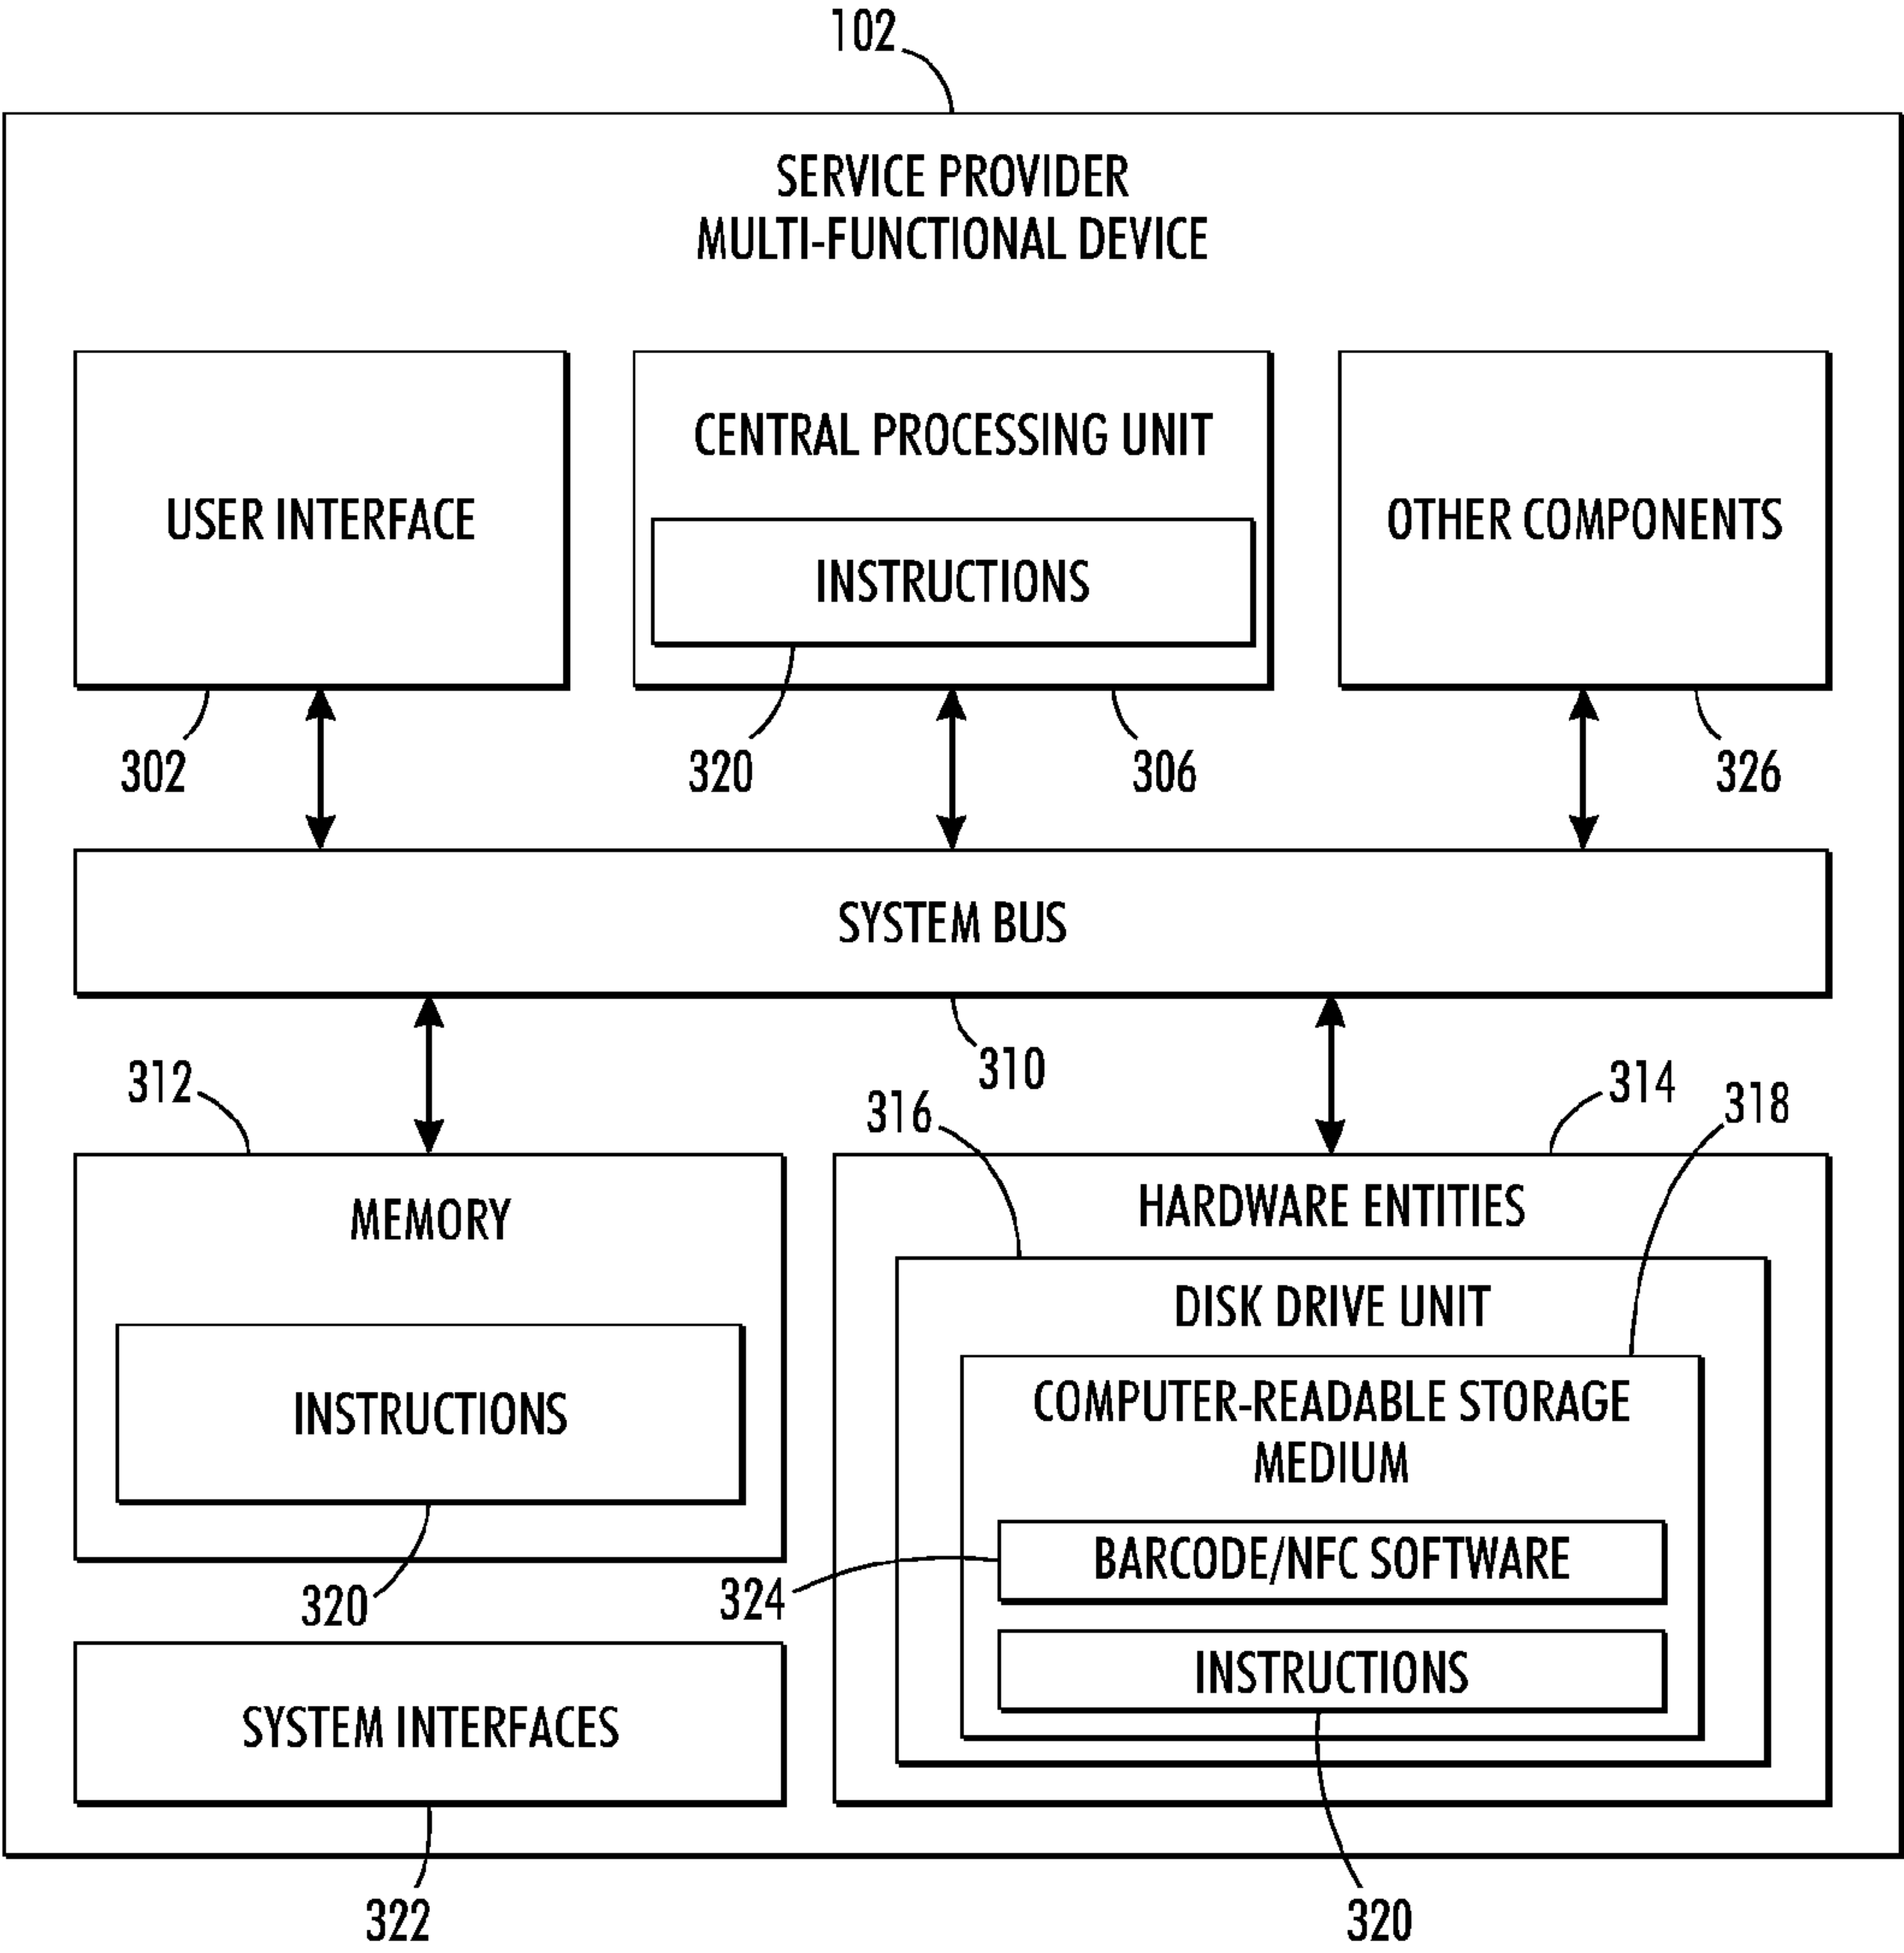 102
SERVICE PROVIDER
MULTI-FUNCTIONAL DEVICE
USER INTERFACE
CENTRAL PROCESSING UNIT
INSTRUCTIONS
OTHER COMPONENTS
302
320
306
326
SYSTEM BUS
310
312
MEMORY
INSTRUCTIONS
320
SYSTEM INTERFACES
322
314
316
318
HARDWARE ENTITIES
DISK DRIVE UNIT
COMPUTER-READABLE STORAGE
MEDIUM
BARCODE/NFC SOFTWARE
324
INSTRUCTIONS
320